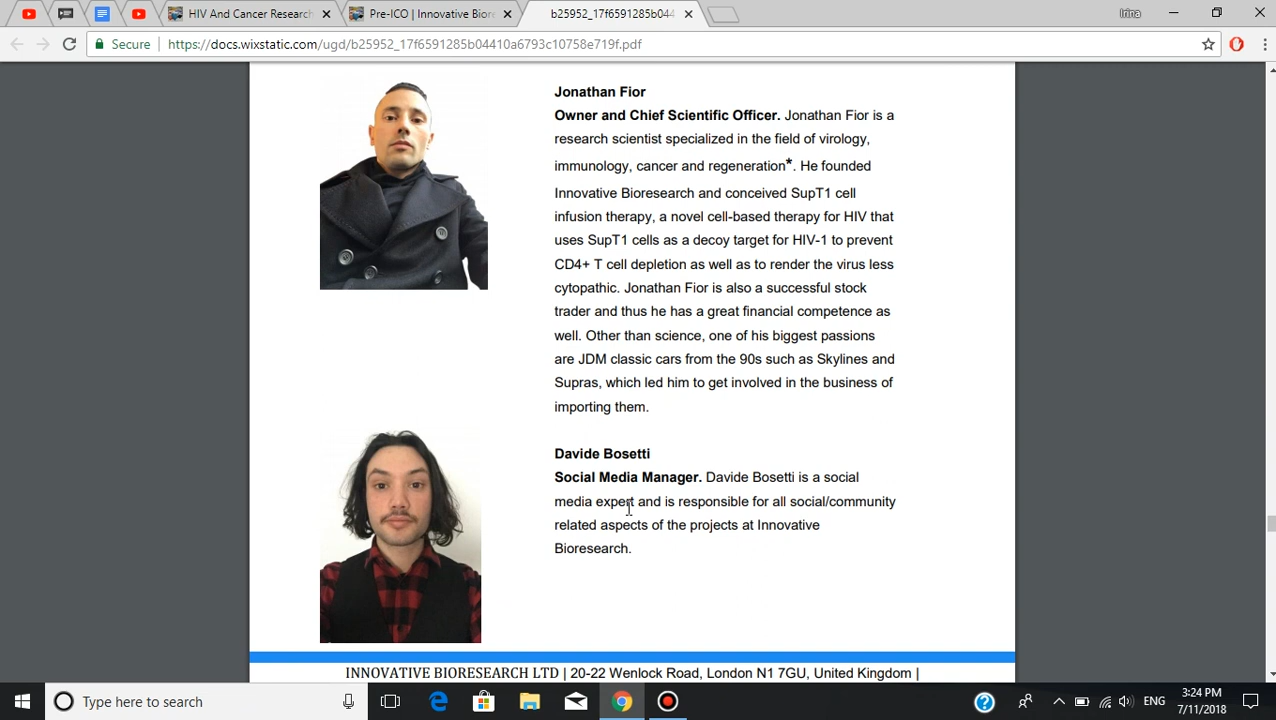 HIV And Cancer Research
Pre-ICO | Innovative Biore
b25952_17f6591285b044
Irina
Secure
https://docs.wixstatic.com/ugd/b25952_17f6591285b04410a6793c10758e719f.pdf
Jonathan Fior
Owner and Chief Scientific Officer. Jonathan Fior is a
research scientist specialized in the field of virology,
immunology, cancer and regeneration*. He founded
Innovative Bioresearch and conceived SupT1 cell
infusion therapy, a novel cell-based therapy for HIV that
uses SupT1 cells as a decoy target for HIV-1 to prevent
CD4+ T cell depletion as well as to render the virus less
cytopathic. Jonathan Fior is also a successful stock
trader and thus he has a great financial competence as
well. Other than science, one of his biggest passions
are JDM classic cars from the 90s such as Skylines and
Supras, which led him to get involved in the business of
importing them.
Davide Bosetti
Social Media Manager. Davide Bosetti is a social
media expert and is responsible for all social/community
related aspects of the projects at Innovative
Bioresearch.
INNOVATIVE BIORESEARCH LTD | 20-22 Wenlock Road, London N1 7GU, United Kingdom |
Type here to search
ENG
3:24 PM
7/11/2018